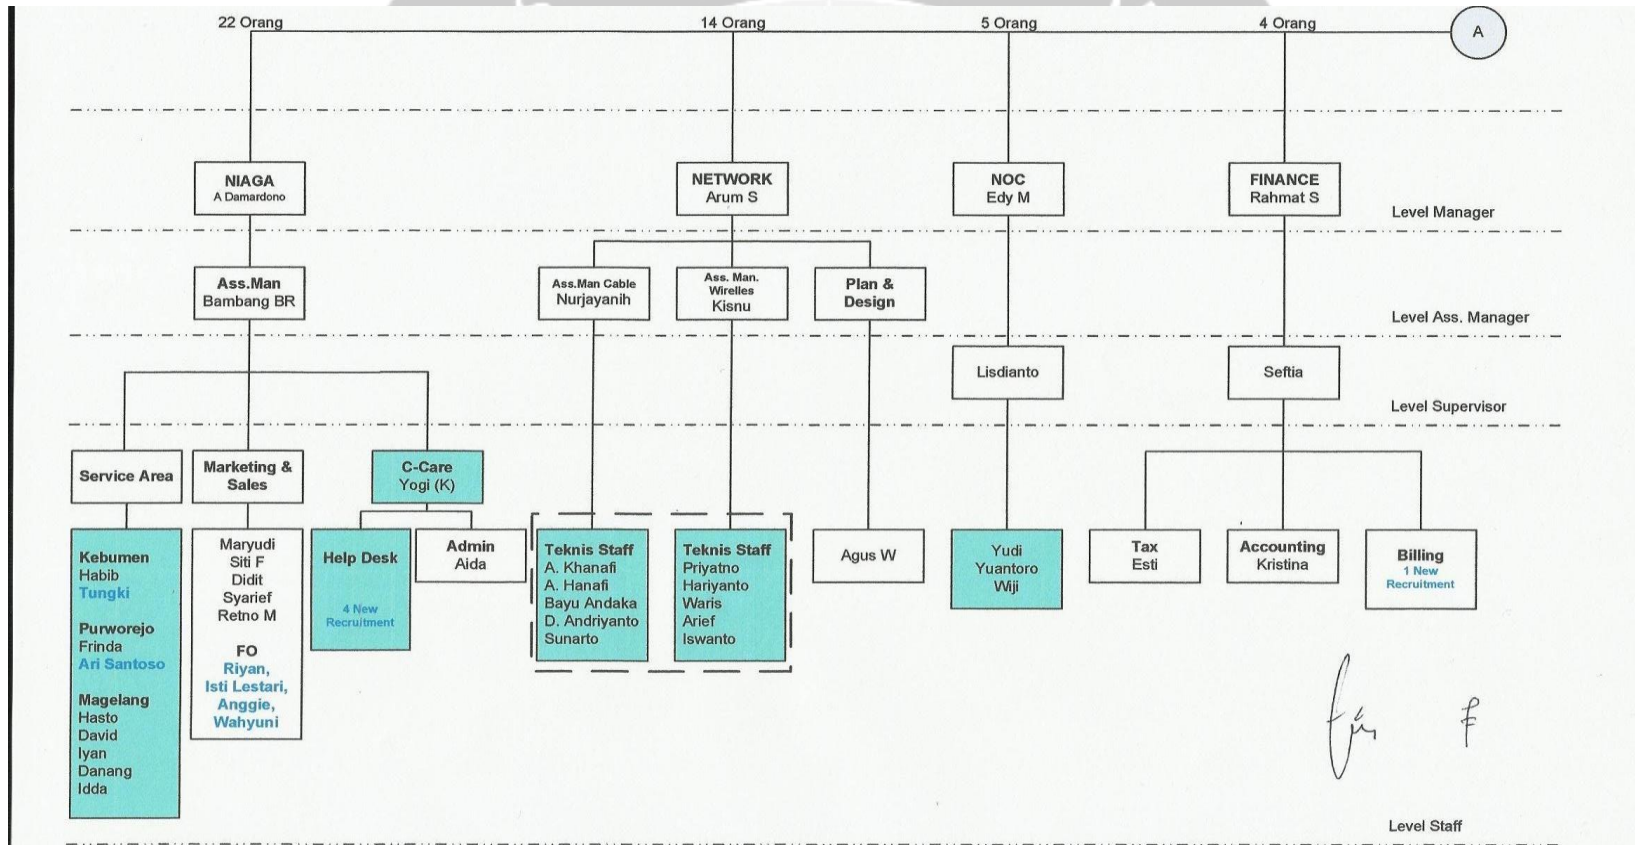 22 Orang
14 Orang
5 Orang
4 Orang
A
NIAGA
A Damardono
NETWORK
Arum S
NOC
Edy M
FINANCE
Rahmat S
Level Manager
Ass.Man
Bambang BR
Ass.Man Cable
Nurjayanih
Ass. Man.
Wirelles
Kisnu
Plan &
Design
Level Ass. Manager
Lisdianto
Seftia
Level Supervisor
Service Area
Marketing &
Sales
C-Care
Yogi (K)
Kebumen
Habib
Tungki
Purworejo
Frinda
Ari Santoso
Magelang
Hasto
David
Iyan
Danang
Idda
Maryudi
Siti F
Didit
Syarief
Retno M
FO
Riyan,
Isti Lestari,
Anggie,
Wahyuni
Help Desk
4 New
Recruitment
Admin
Aida
Teknis Staff
A. Khanafi
A. Hanafi
Bayu Andaka
D. Andriyanto
Sunarto
Teknis Staff
Priyatno
Hariyanto
Waris
Arief
Iswanto
Agus W
Yudi
Yuantoro
Wiji
Tax
Esti
Accounting
Kristina
Billing
1 New
Recruitment
Level Staff